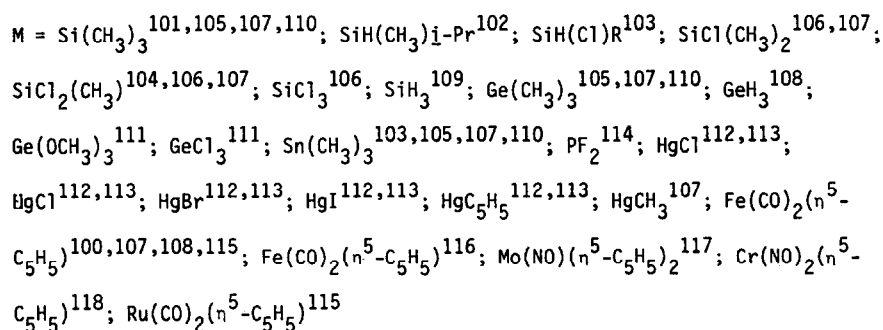 M = Si(CH₃)₃¹⁰¹,¹⁰⁵,¹⁰⁷,¹¹⁰; SiH(CH₃)i-Pr¹⁰²; SiH(Cl)R¹⁰³; SiCl(CH₃)₂¹⁰⁶,¹⁰⁷;
SiCl₂(CH₃)¹⁰⁴,¹⁰⁶,¹⁰⁷; SiCl₃¹⁰⁶; SiH₃¹⁰⁹; Ge(CH₃)₃¹⁰⁵,¹⁰⁷,¹¹⁰; GeH₃¹⁰⁸;
Ge(OCH₃)₃¹¹¹; GeCl₃¹¹¹; Sn(CH₃)₃¹⁰³,¹⁰⁵,¹⁰⁷,¹¹⁰; PF₂¹¹⁴; HgCl¹¹²,¹¹³;
HgCl¹¹²,¹¹³; HgBr¹¹²,¹¹³; HgI¹¹²,¹¹³; HgC₅H₅¹¹²,¹¹³; HgCH₃¹⁰⁷; Fe(CO)₂(η⁵-
C₅H₅)¹⁰⁰,¹⁰⁷,¹⁰⁸,¹¹⁵; Fe(CO)₂(η⁵-C₅H₅)¹¹⁶; Mo(NO)(η⁵-C₅H₅)₂¹¹⁷; Cr(NO)₂(η⁵-
C₅H₅)¹¹⁸; Ru(CO)₂(η⁵-C₅H₅)¹¹⁵